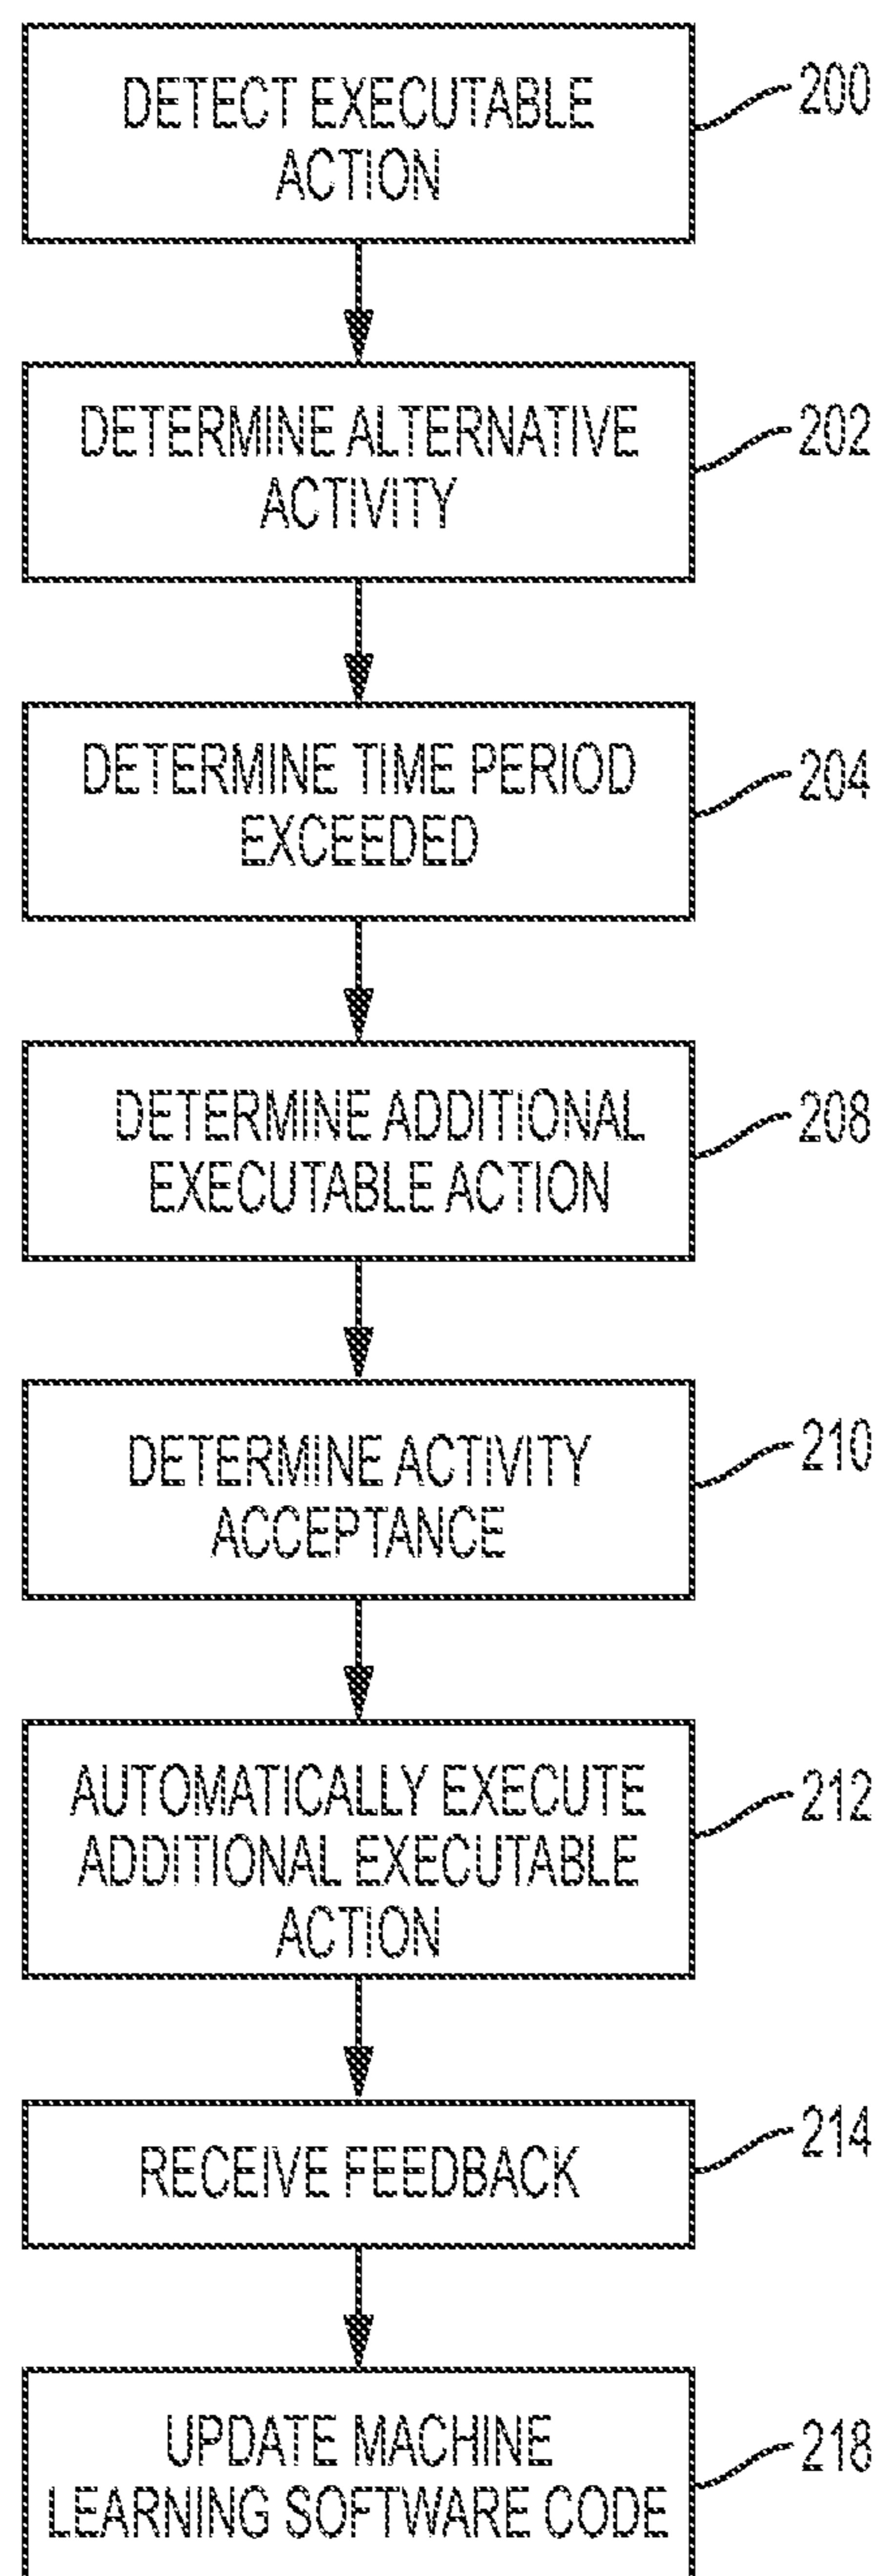 DETECT EXECUTABLE
ACTION
200
DETERMINE ALTERNATIVE
ACTIVITY
202
DETERMINE TIME PERIOD
EXCEEDED
204
DETERMINE ADDITIONAL
EXECUTABLE ACTION
208
DETERMINE ACTIVITY
ACCEPTANCE
210
AUTOMATICALLY EXECUTE
ADDITIONAL EXECUTABLE
ACTION
212
RECEIVE FEEDBACK
214
UPDATE MACHINE
LEARNING SOFTWARE CODE
218